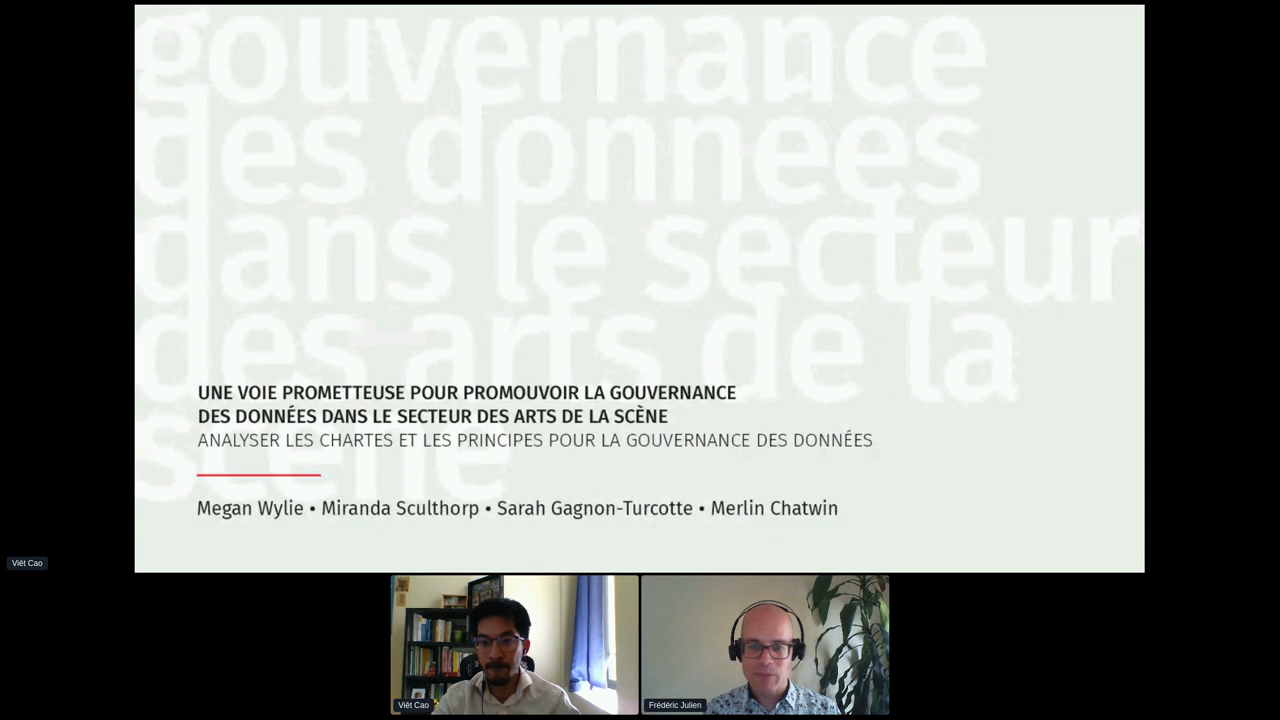 gouvernance
des données
dans le secteur
des arts de la
scène
UNE VOIE PROMETTEUSE POUR PROMOUVOIR LA GOUVERNANCE
DES DONNÉES DANS LE SECTEUR DES ARTS DE LA SCÈNE
ANALYSER LES CHARTES ET LES PRINCIPES POUR LA GOUVERNANCE DES DONNÉES
Megan Wylie • Miranda Sculthorp • Sarah Gagnon-Turcotte • Merlin Chatwin
Viêt Cao
Viêt Cao
Frédéric Julien